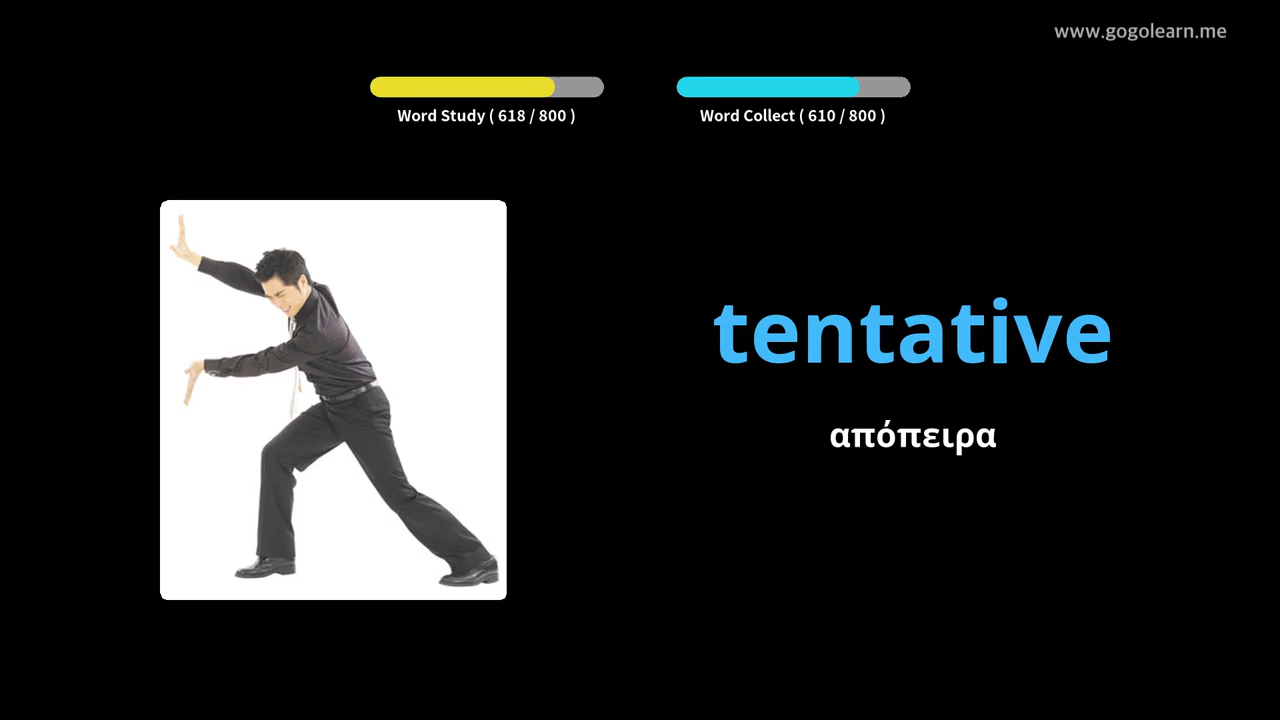 www.gogolearn.me
Word Study ( 618 / 800 )
Word Collect ( 610 / 800 )
tentative
απόπειρα